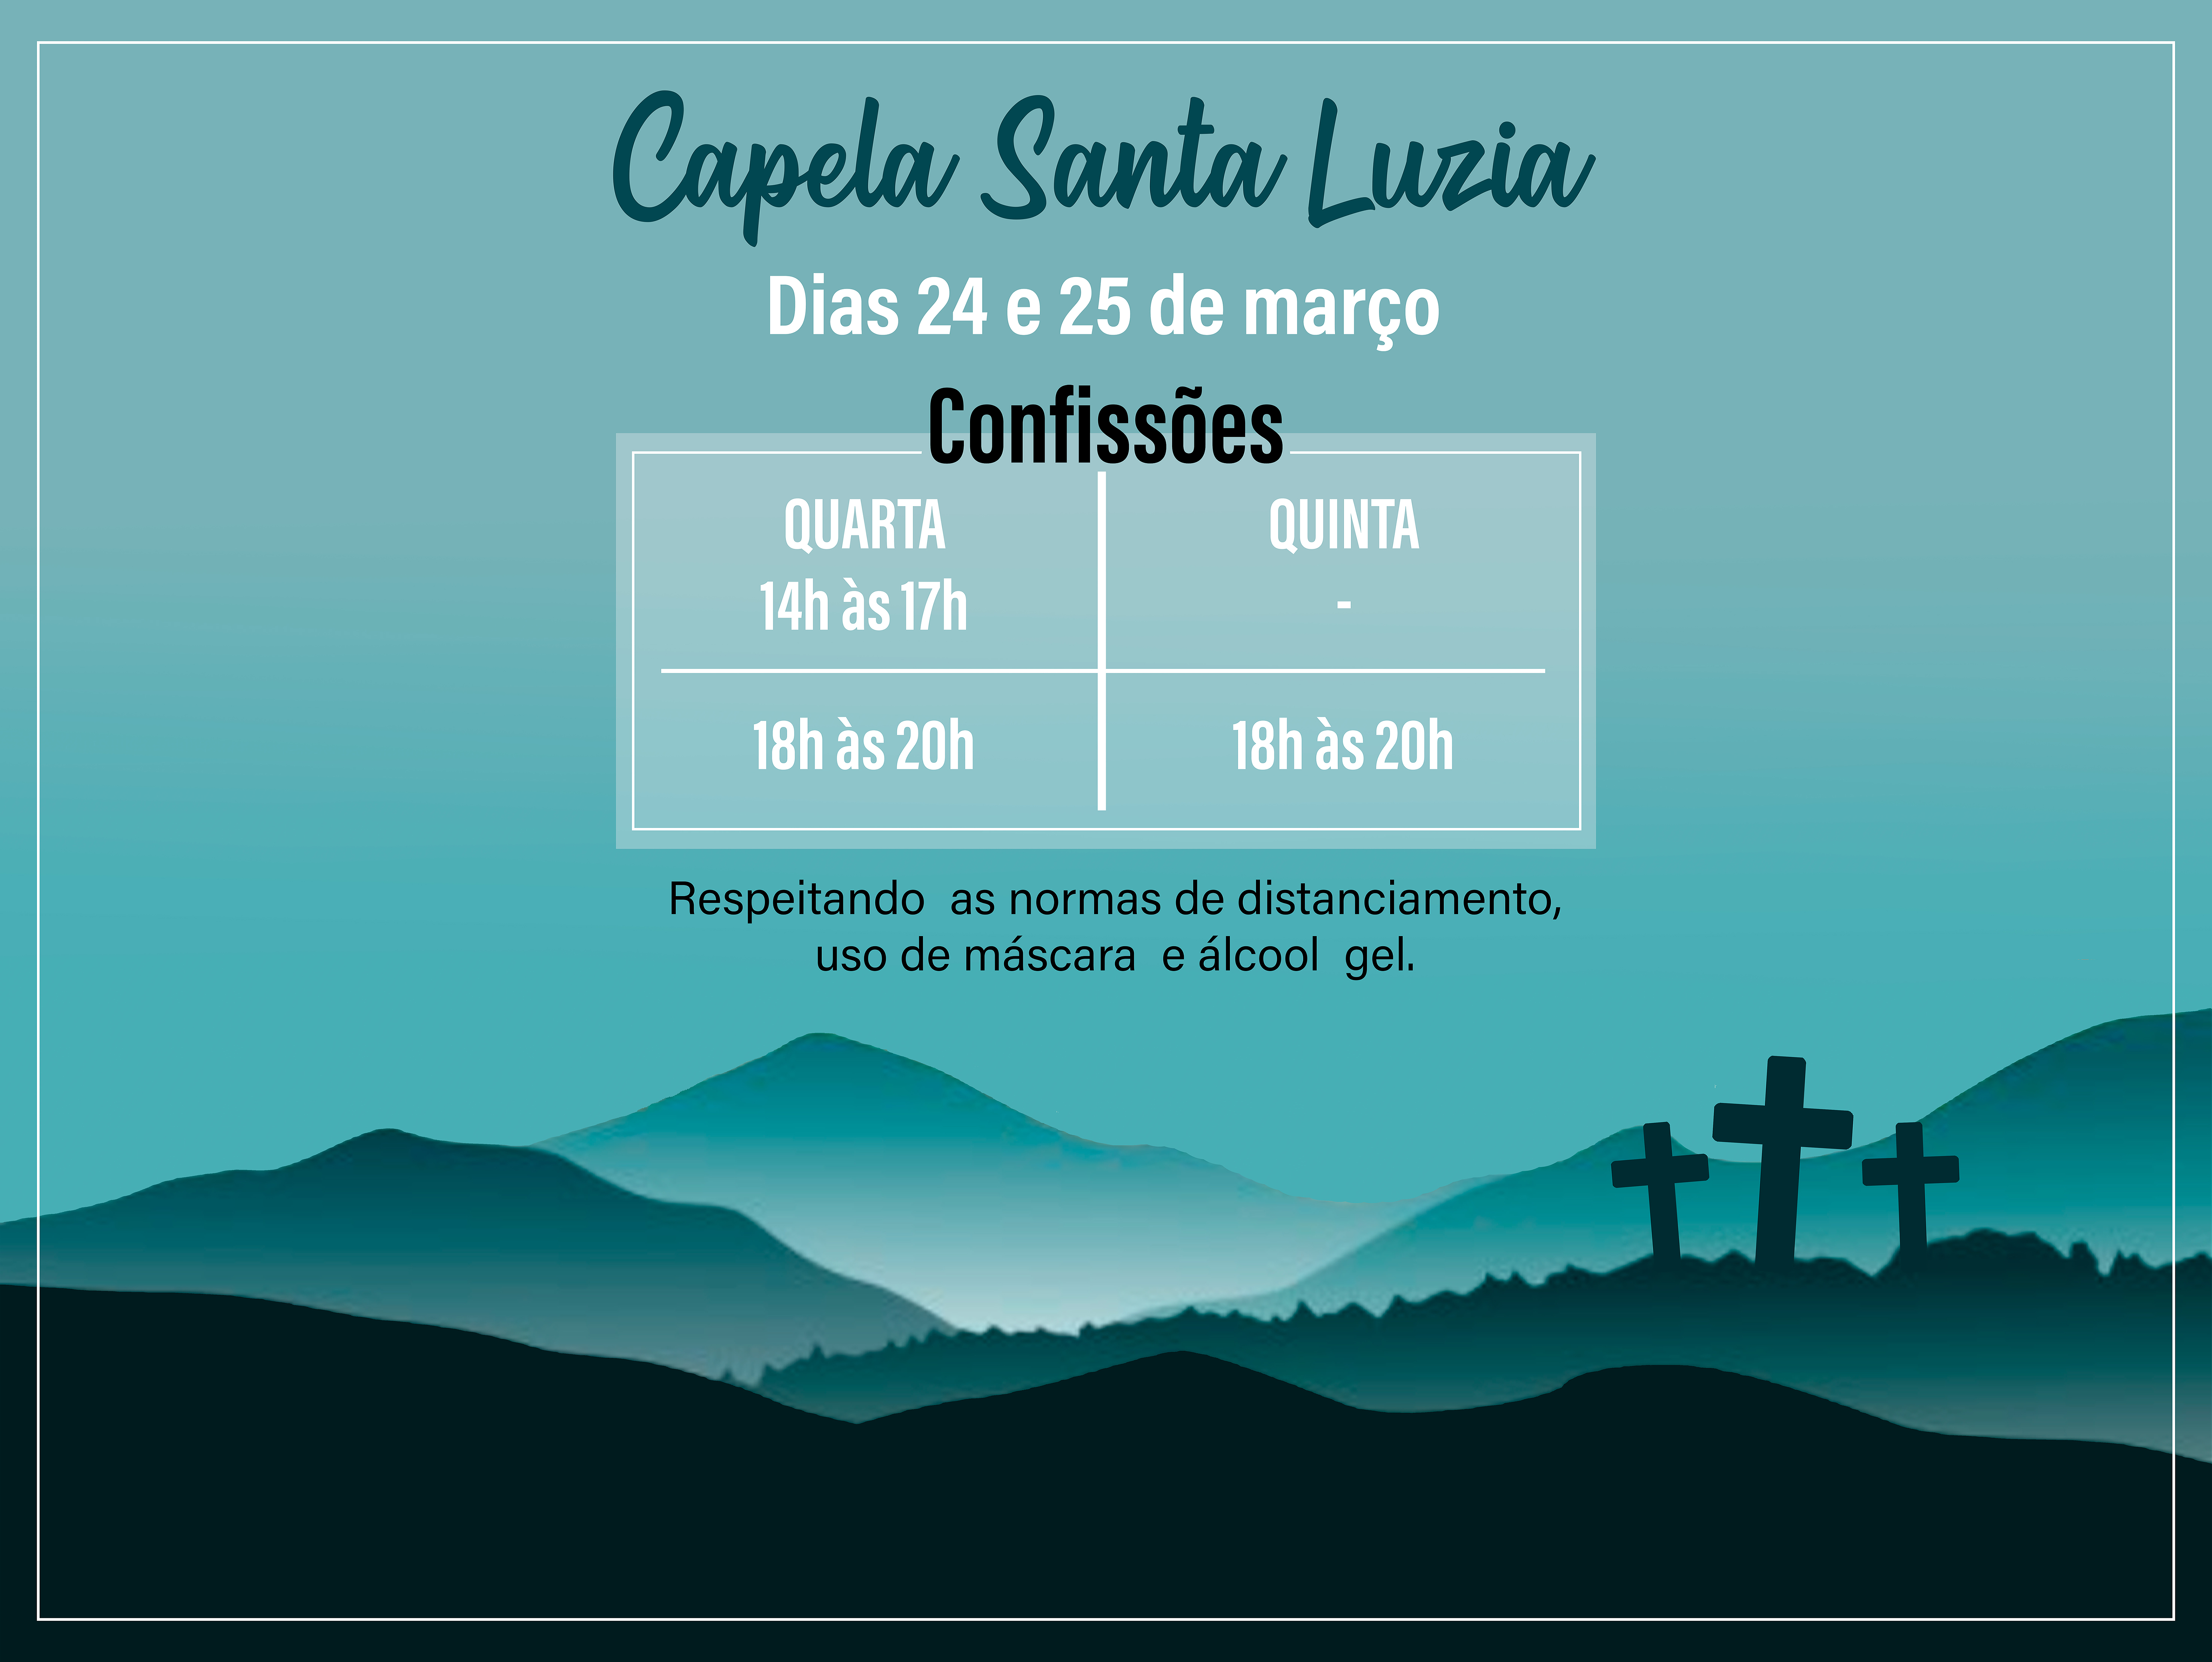 Capela Santa Luzia
Dias 24 e 25 de março
Confissões
QUARTA QUINTA
14h às 17h -
18h às 20h 18h às 20h
Respeitando as normas de distanciamento,
uso de máscara e álcool gel.